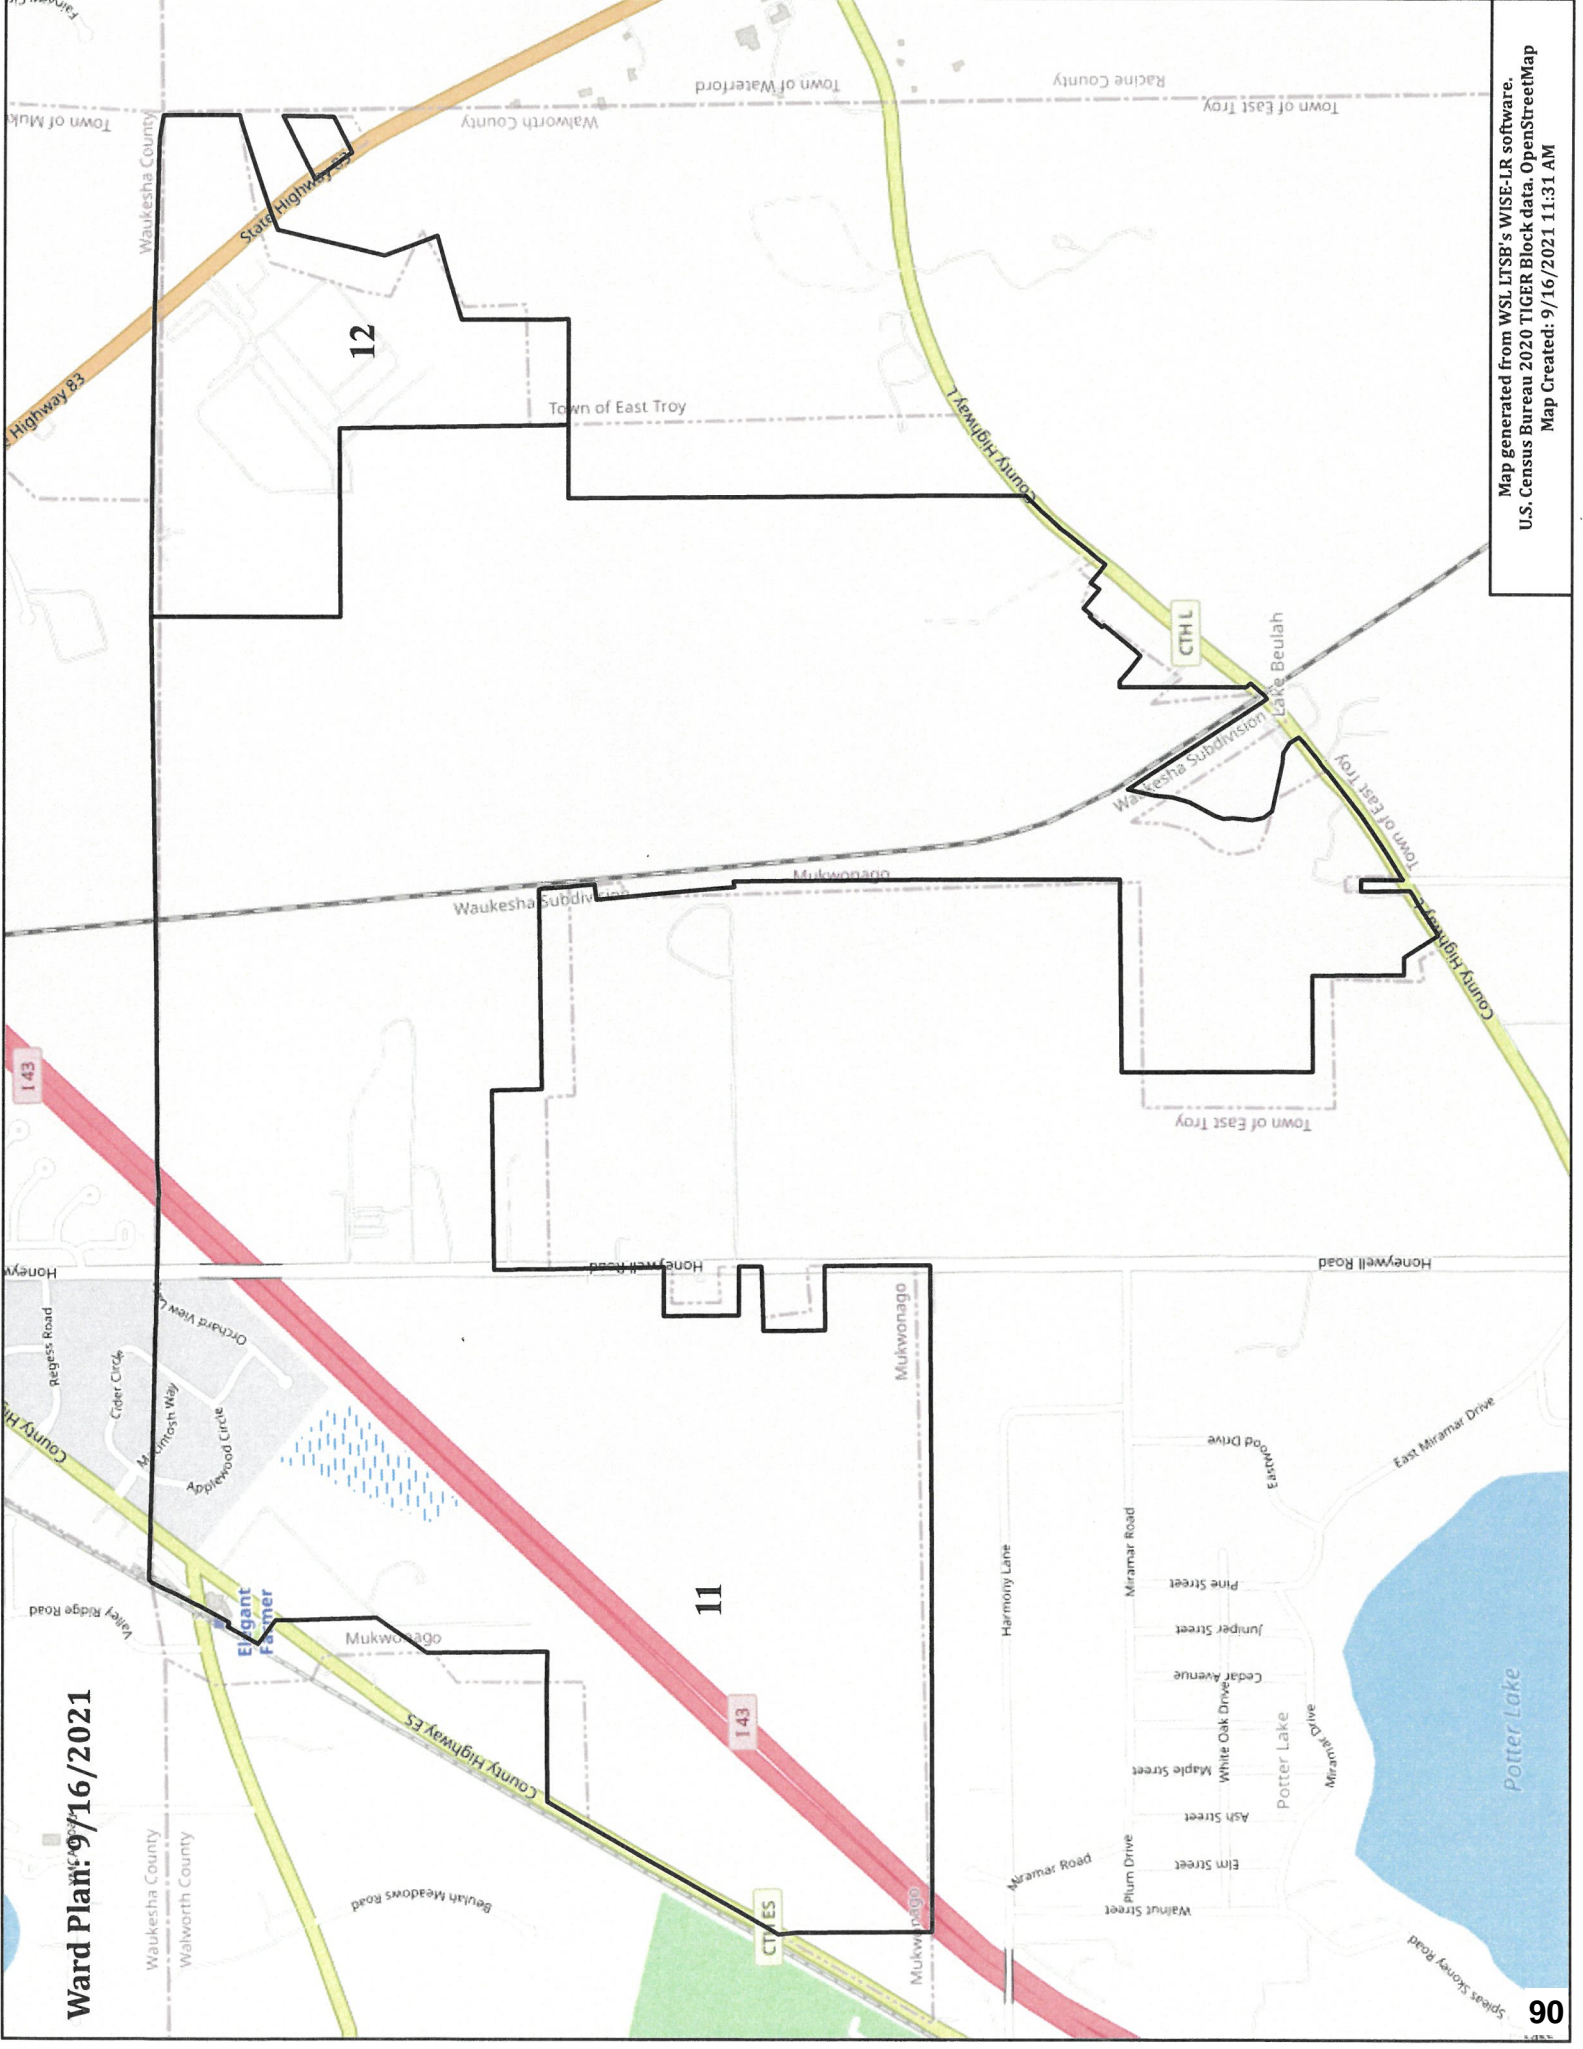 Ward Plan: 9/16/2021
Map generated from WSL LTSB's WISE-LR software.
U.S. Census Bureau 2020 TIGER Block data. OpenStreetMap
Map Created: 9/16/2021 11:31 AM
Waukesha County
Walworth County
Valley Ridge Road
Elegant
Farmer
Mukwonago
County Highway ES
Beulah Meadows Road
CTH ES
Mukwonago
I 43
11
Regess Road
Cider Circle
Macintosh Way
Applewood Circle
Orchard View
I 43
Honeywell Road
Mukwonago
Honeywell Road
Harmony Lane
Miramar Road
Miramar Road
Plum Drive
Walnut Street
Elm Street
Ash Street
Maple Street
White Oak Drive
Cedar Avenue
Juniper Street
Pine Street
Eastwood Drive
East Miramar Drive
Miramar Drive
Potter Lake
Potter Lake
Spleas Skoney Road
Waukesha Subdivision
Mukwonago
Town of East Troy
County Highway L
Town of East Troy
Waukesha Subdivision
Lake Beulah
CTH L
County Highway L
Town of East Troy
12
State Highway 83
Highway 83
Waukesha County
Walworth County
Town of Waterford
Racine County
Town of East Troy
90